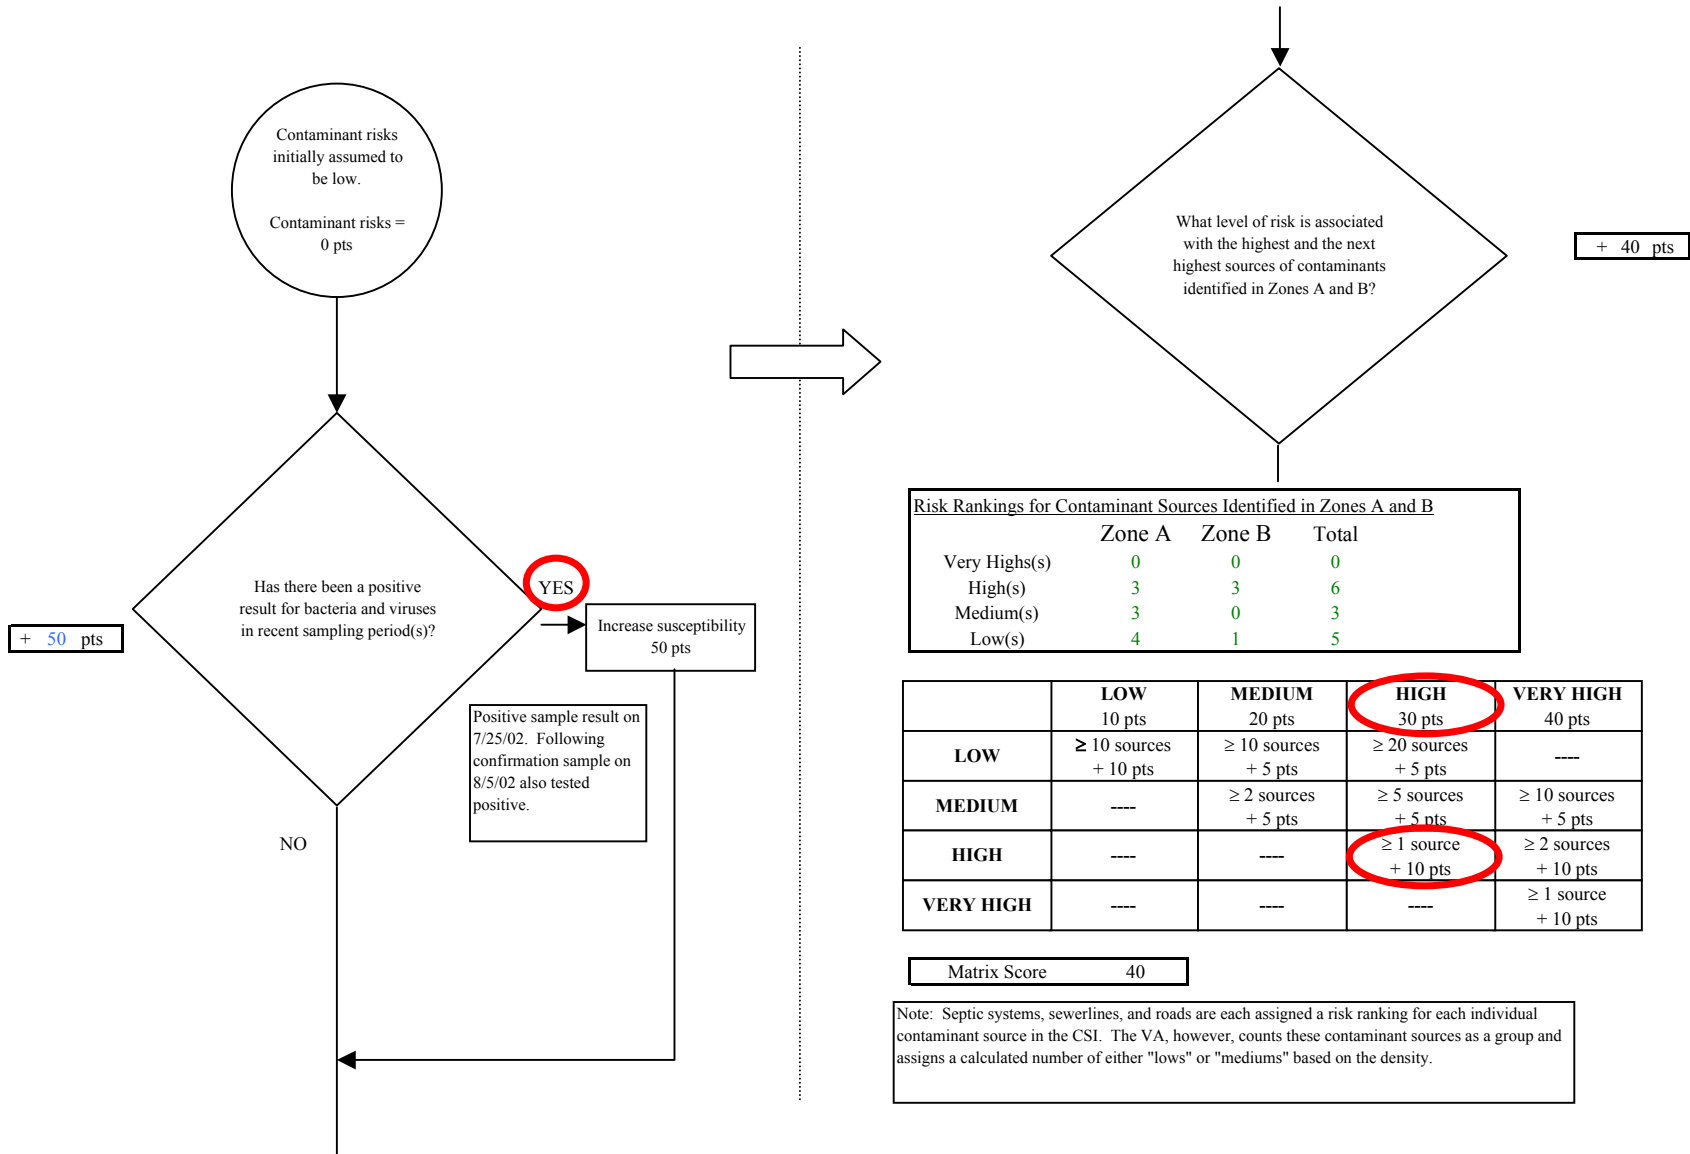 Contaminant risks
initially assumed to
be low.
Contaminant risks =
0 pts
Has there been a positive
result for bacteria and viruses
in recent sampling period(s)?
YES
+ 50 pts
Increase susceptibility
50 pts
Positive sample result on
7/25/02. Following
confirmation sample on
8/5/02 also tested
positive.
NO
What level of risk is associated
with the highest and the next
highest sources of contaminants
identified in Zones A and B?
+ 40 pts
Risk Rankings for Contaminant Sources Identified in Zones A and B
Zone A Zone B Total
Very Highs(s) 0 0 0
High(s) 3 3 6
Medium(s) 3 0 3
Low(s) 4 1 5
LOW MEDIUM HIGH VERY HIGH
10 pts 20 pts 30 pts 40 pts
LOW ≥ 10 sources ≥ 10 sources ≥ 20 sources ----
+ 10 pts + 5 pts + 5 pts
MEDIUM ---- ≥ 2 sources ≥ 5 sources ≥ 10 sources
+ 5 pts + 5 pts + 5 pts
HIGH ---- ---- ≥ 1 source ≥ 2 sources
+ 10 pts + 10 pts
VERY HIGH ---- ---- ---- ≥ 1 source
+ 10 pts
Matrix Score 40
Note: Septic systems, sewerlines, and roads are each assigned a risk ranking for each individual
contaminant source in the CSI. The VA, however, counts these contaminant sources as a group and
assigns a calculated number of either "lows" or "mediums" based on the density.